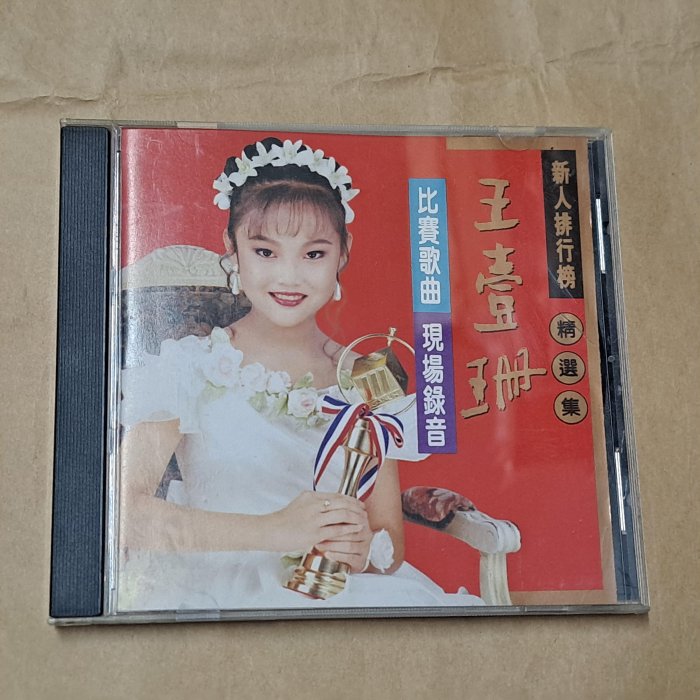 新人排行榜
精選集
王壹珊
比賽歌曲
現場錄音